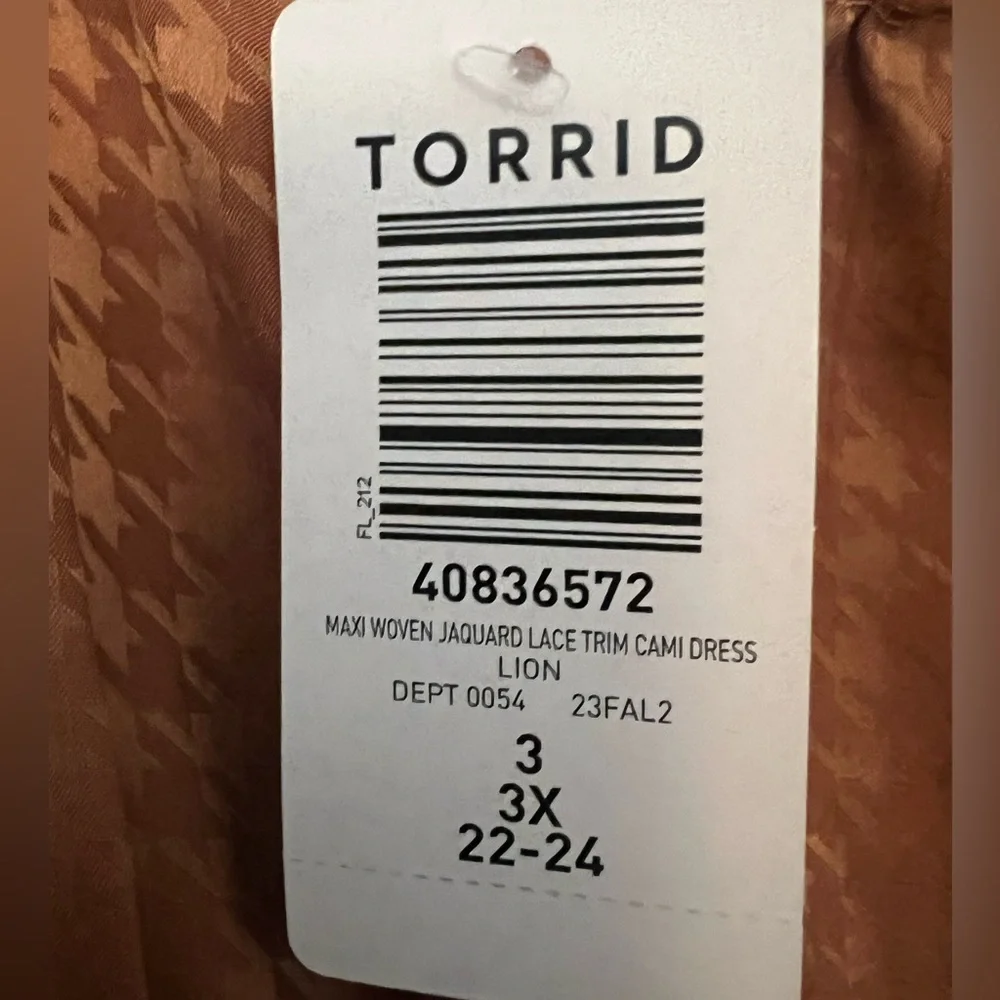 TORRID
FL_212
40836572
MAXI WOVEN JAQUARD LACE TRIM CAMI DRESS
LION
DEPT 0054 23FAL2
3
3X
22-24